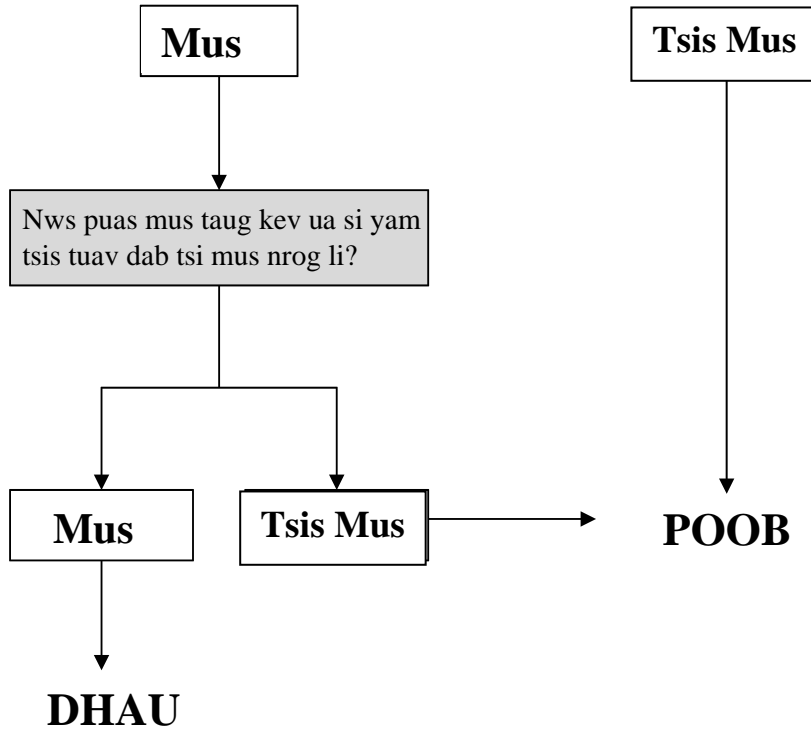 Mus
Tsis Mus
Nws puas mus taug kev ua si yam
tsis tuav dab tsi mus nrog li?
Mus
Tsis Mus
POOB
DHAU